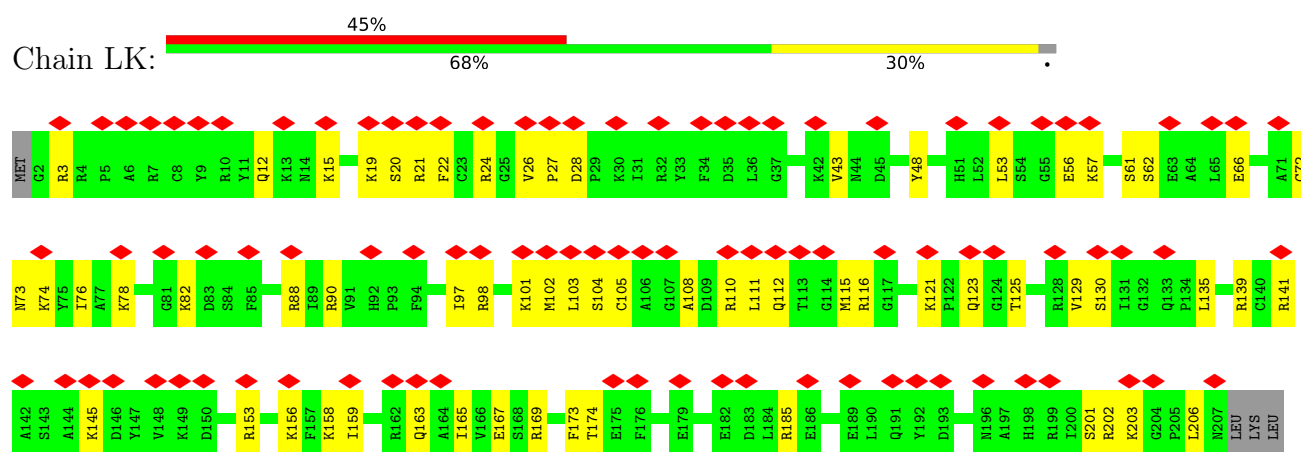 45%
Chain LK:
68% 30% •
MET G2 R3 R4 P5 A6 R7 C8 Y9 R10 Y11 Q12 K13 N14 K15 K19 S20 R21 F22 C23 R24 G25 V26 P27 D28 P29 K30 I31 R32 Y33 F34 D35 L36 G37 K42 V43 N44 D45 Y48 H51 L52 L53 S54 G55 E56 K57 S61 S62 E63 A64 L65 E66 A71 C72
N73 K74 Y75 I76 A77 K78 G81 K82 D83 S84 F85 R88 I89 R90 V91 H92 P93 F94 I97 R98 K101 M102 L103 S104 C105 A106 G107 A108 D109 R110 L111 Q112 T113 G114 M115 R116 G117 K121 P122 Q123 G124 T125 R128 V129 S130 I131 G132 Q133 P134 L135 R139 C140 R141
A142 S143 A144 K145 D146 Y147 V148 K149 D150 R153 K156 F157 K158 I159 R162 Q163 A164 I165 V166 E167 S168 R169 F173 T174 E175 F176 E179 E182 D183 L184 R185 E186 E189 L190 Q191 Y192 D193 N196 A197 H198 R199 I200 S201 R202 K203 G204 P205 L206 N207 LEU LYS LEU